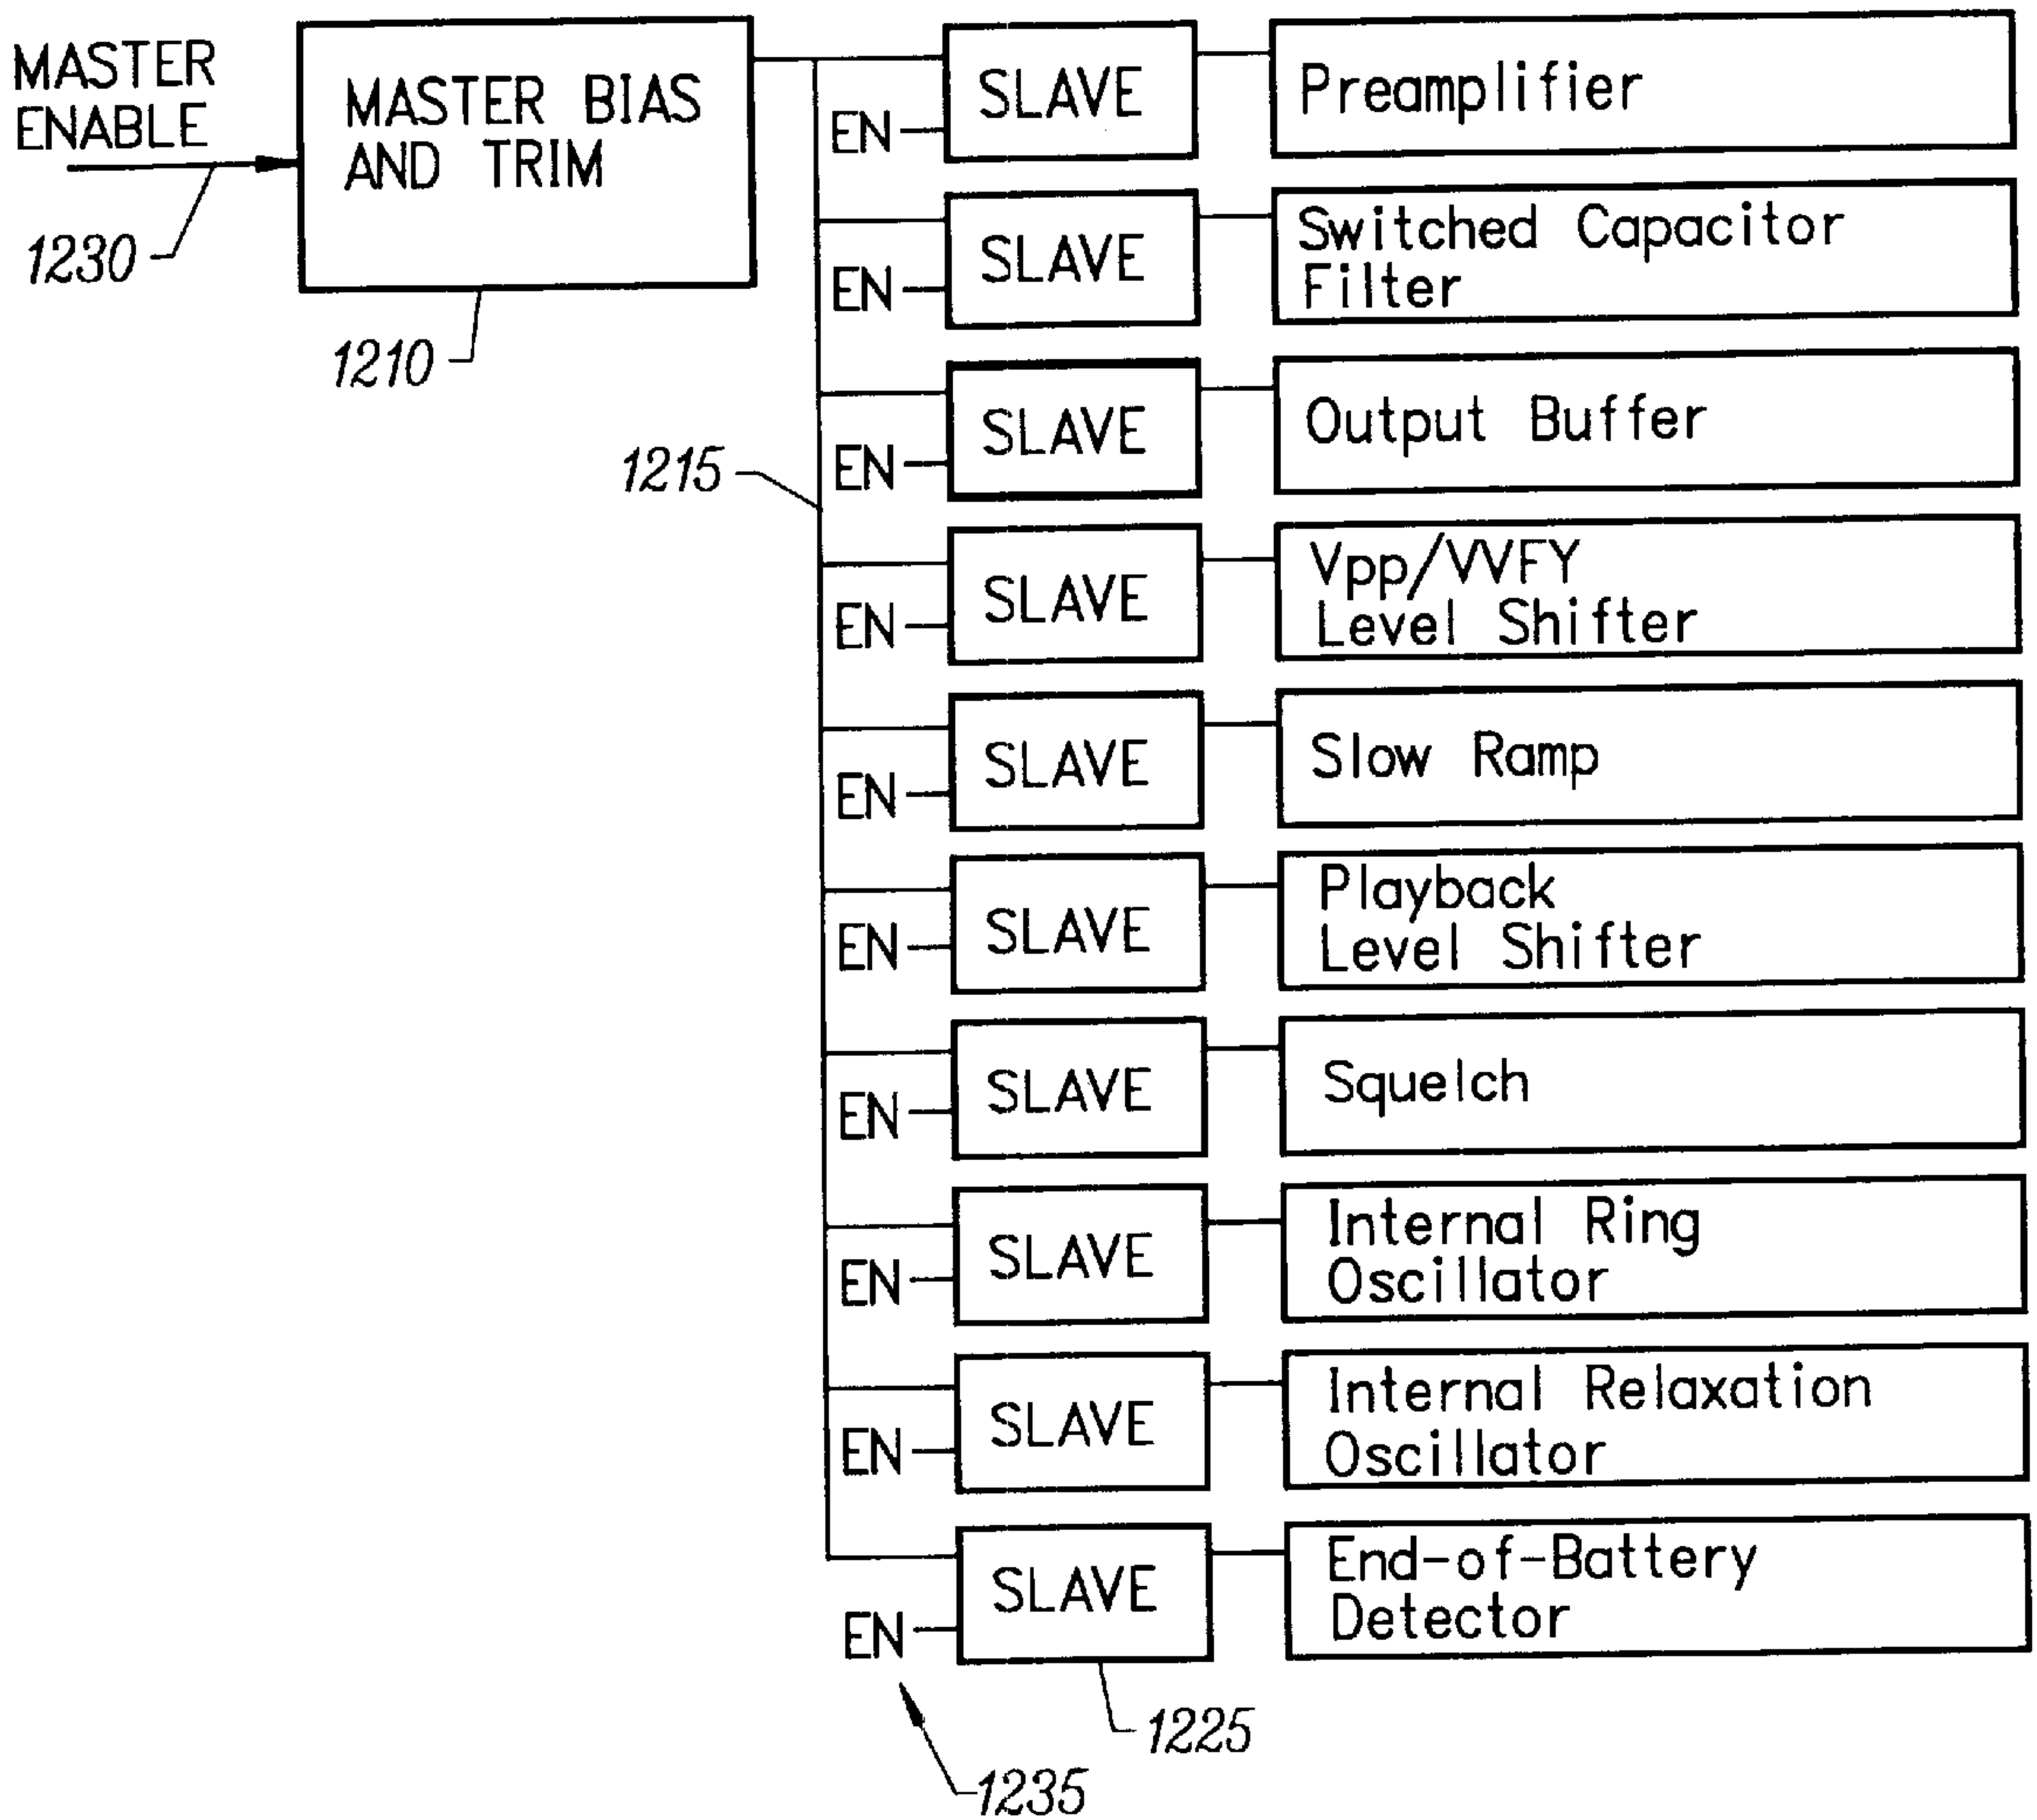 MASTER
ENABLE
1230
MASTER BIAS
AND TRIM
1210
1215
EN
SLAVE
Preamplifier
EN
SLAVE
Switched Capacitor
Filter
EN
SLAVE
Output Buffer
EN
SLAVE
Vpp/VVFY
Level Shifter
EN
SLAVE
Slow Ramp
EN
SLAVE
Playback
Level Shifter
EN
SLAVE
Squelch
EN
SLAVE
Internal Ring
Oscillator
EN
SLAVE
Internal Relaxation
Oscillator
EN
SLAVE
End-of-Battery
Detector
1225
1235